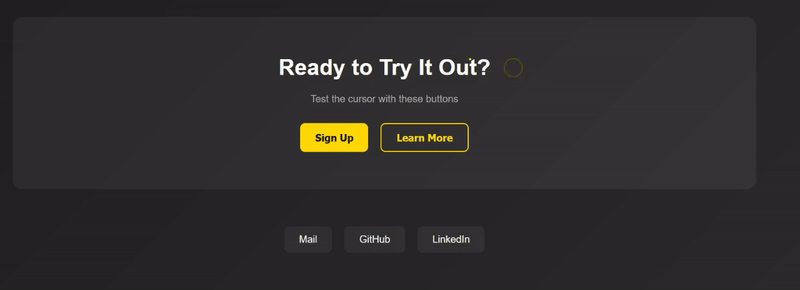 Ready to Try It Out?
Test the cursor with these buttons
Sign Up Learn More
Mail GitHub LinkedIn